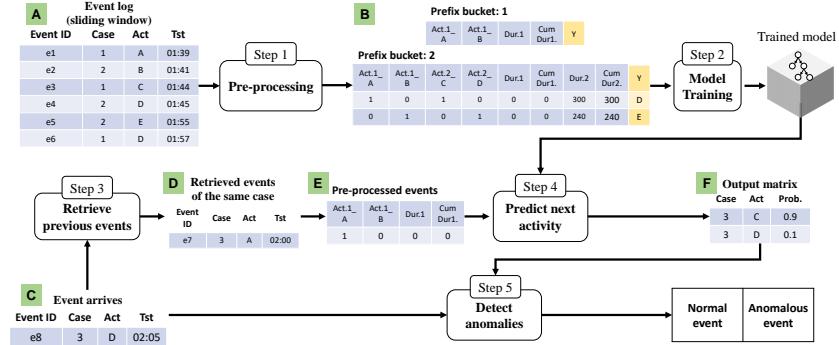 A
Event log
(sliding window)
Event ID Case Act Tst
e1 1 A 01:39
e2 2 B 01:41
e3 1 C 01:44
e4 2 D 01:45
e5 2 E 01:55
e6 1 D 01:57
Step 1
Pre-processing
B
Prefix bucket: 1
Act.1_A Act.1_B Dur.1 Cum Dur1. Y
Prefix bucket: 2
Act.1_A Act.1_B Act.2_C Act.2_D Dur.1 Cum Dur1. Dur.2 Cum Dur2. Y
1 0 1 0 0 0 300 300 D
0 1 0 1 0 0 240 240 E
Step 2
Model
Training
Trained model
Step 3
Retrieve
previous events
D
Retrieved events
of the same case
Event ID Case Act Tst
e7 3 A 02:00
E
Pre-processed events
Act.1_A Act.1_B Dur.1 Cum Dur1.
1 0 0 0
Step 4
Predict next
activity
F
Output matrix
Case Act Prob.
3 C 0.9
3 D 0.1
C
Event arrives
Event ID Case Act Tst
e8 3 D 02:05
Step 5
Detect
anomalies
Normal event
Anomalous event